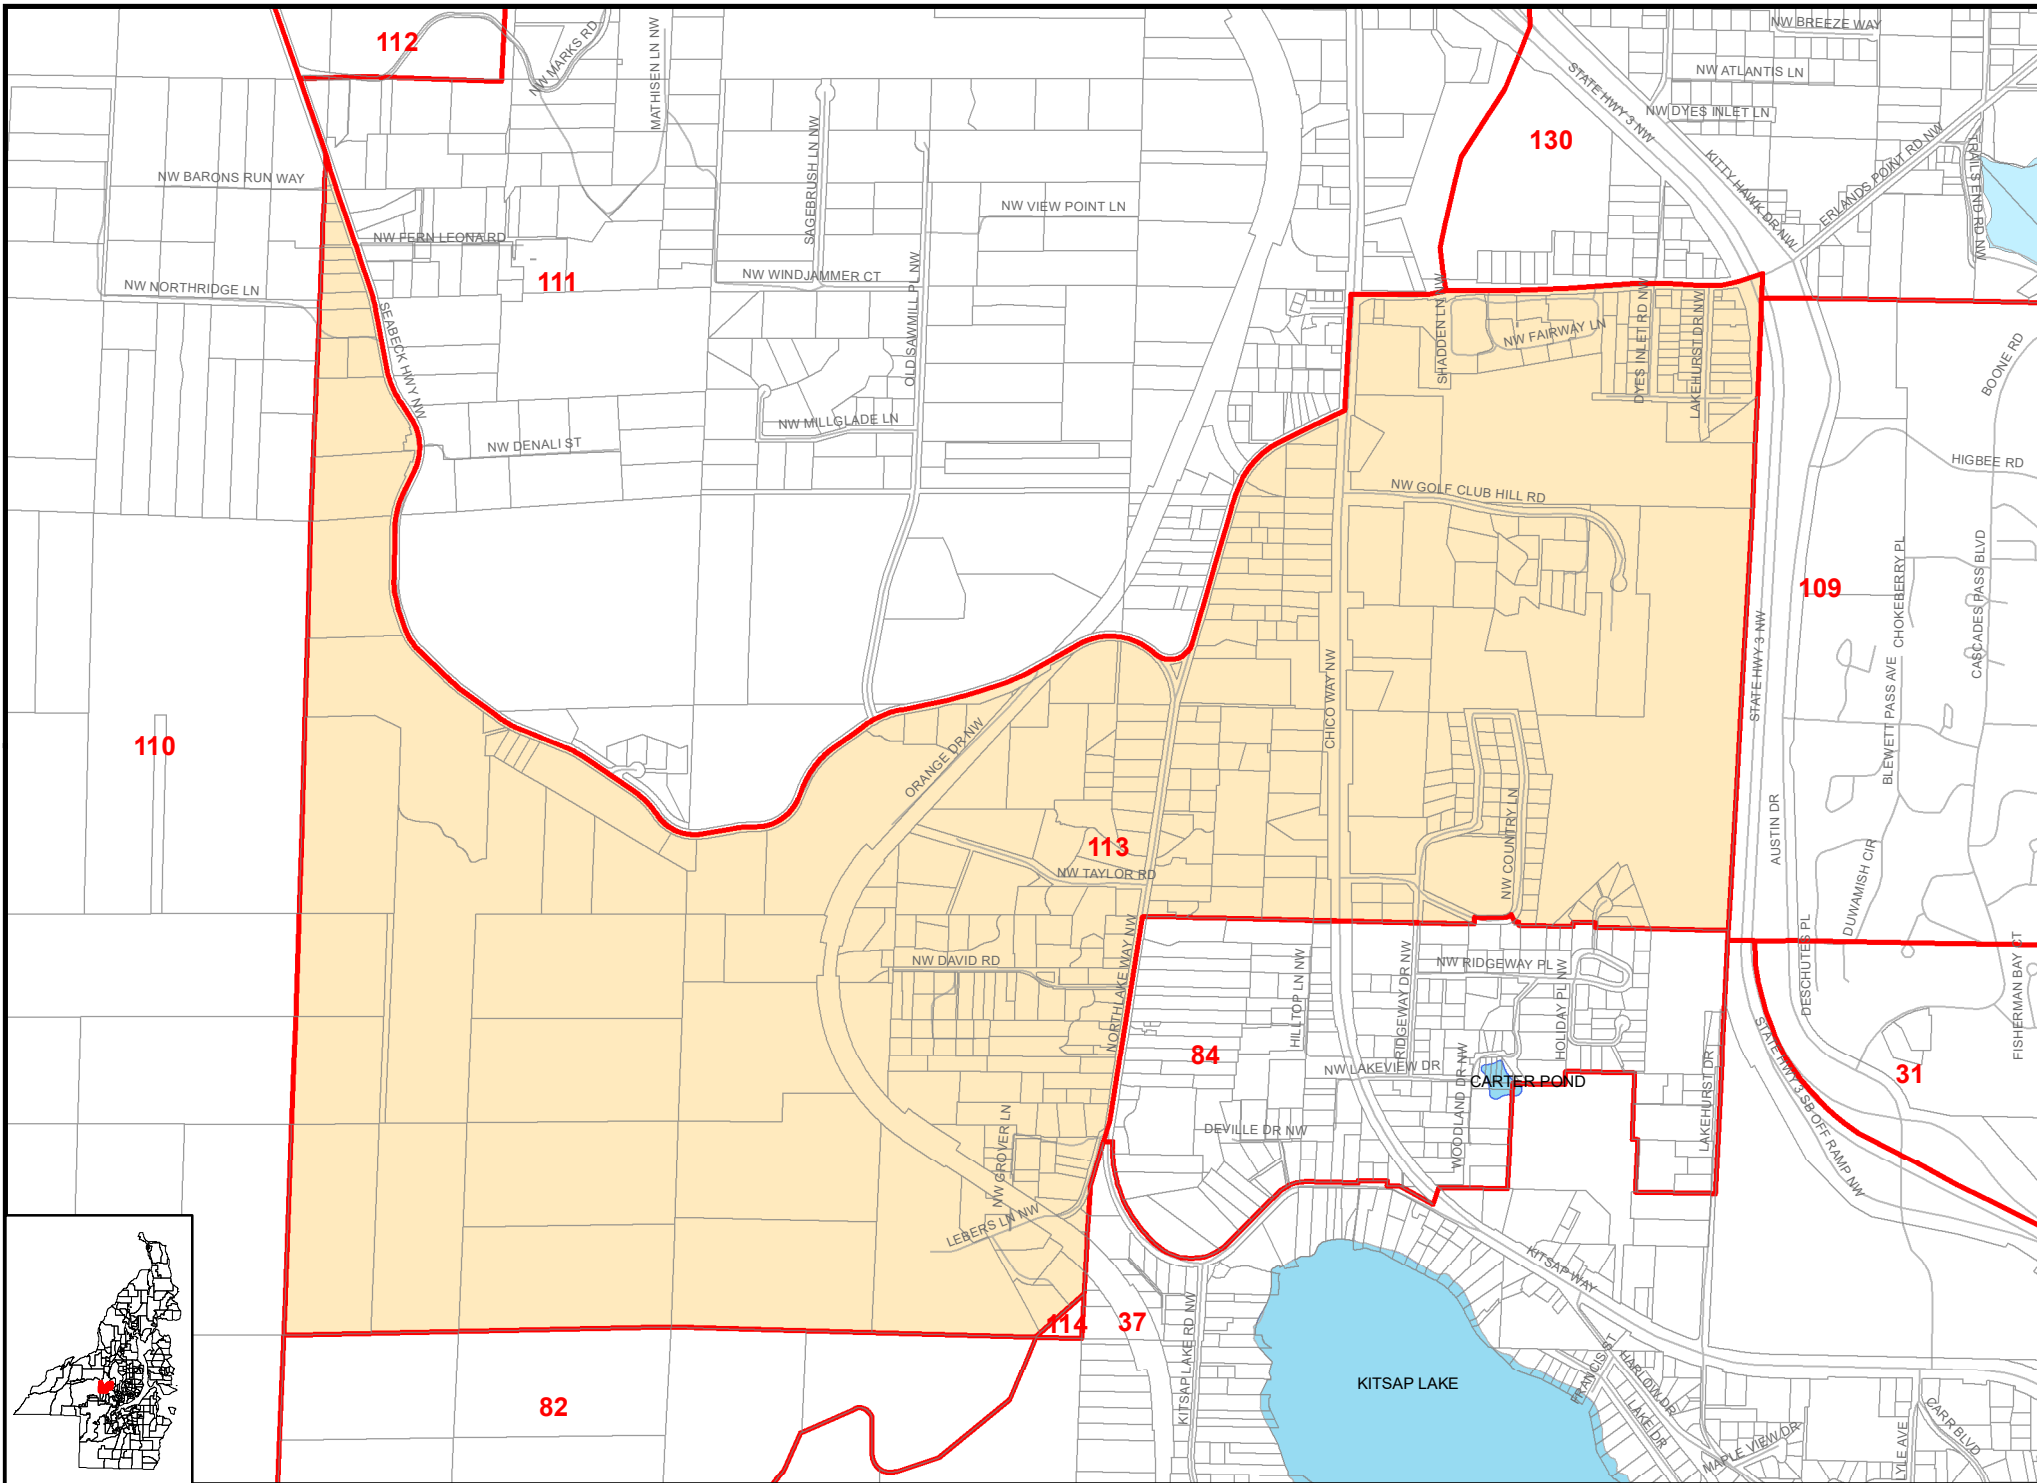 112
NW MARKS RD
MATHISEN LN NW
NW BREEZE WAY
STATE HWY 3 NW
NW ATLANTIS LN
NW DYES INLET LN
130
KITTY HAWK DR NW
ERLANDS POINT RD NW
TRAILS END RD NW
NW BARONS RUN WAY
SAGEBRUSH LN NW
NW VIEW POINT LN
NW FERN LEONA RD
111
NW WINDJAMMER CT
NW NORTHRIDGE LN
SEABECK HWY NW
OLD SAWMILL PL NW
SHADDEN LN NW
NW FAIRWAY LN
DYES INLET RD NW
LAKEHURST DR NW
BOONE RD
NW MILLGLADE LN
NW DENALI ST
HIGBEE RD
NW GOLF CLUB HILL RD
109
CHOKEBERRY PL
CASCADES PASS BLVD
STATE HWY 3 NW
BLEWETT PASS AVE
CHICO WAY NW
110
ORANGE DR NW
113
NW TAYLOR RD
NW COUNTRY LN
AUSTIN DR
DUWAMISH CIR
NW DAVID RD
NORTHLAKE WAY NW
HILLTOP LN NW
RIDGEWAY DR NW
NW RIDGEWAY PL
HOLIDAY PL NW
DESCHUTES PL
FISHERMAN BAY CT
84
NW LAKEVIEW DR
WOODLAND DR NW
CARTER POND
LAKEHURST DR
STATE HWY 3 SB OFF RAMP NW
31
DEVILLE DR NW
NW GROVER LN
LEBERS LN NW
KITSAP WAY
114
37
KITSAP LAKE RD NW
KITSAP LAKE
FRANCIS ST
HARLOW DR
LAKE DR
MAPLE VIEW DR
LYLE AVE
CARR BLVD
82